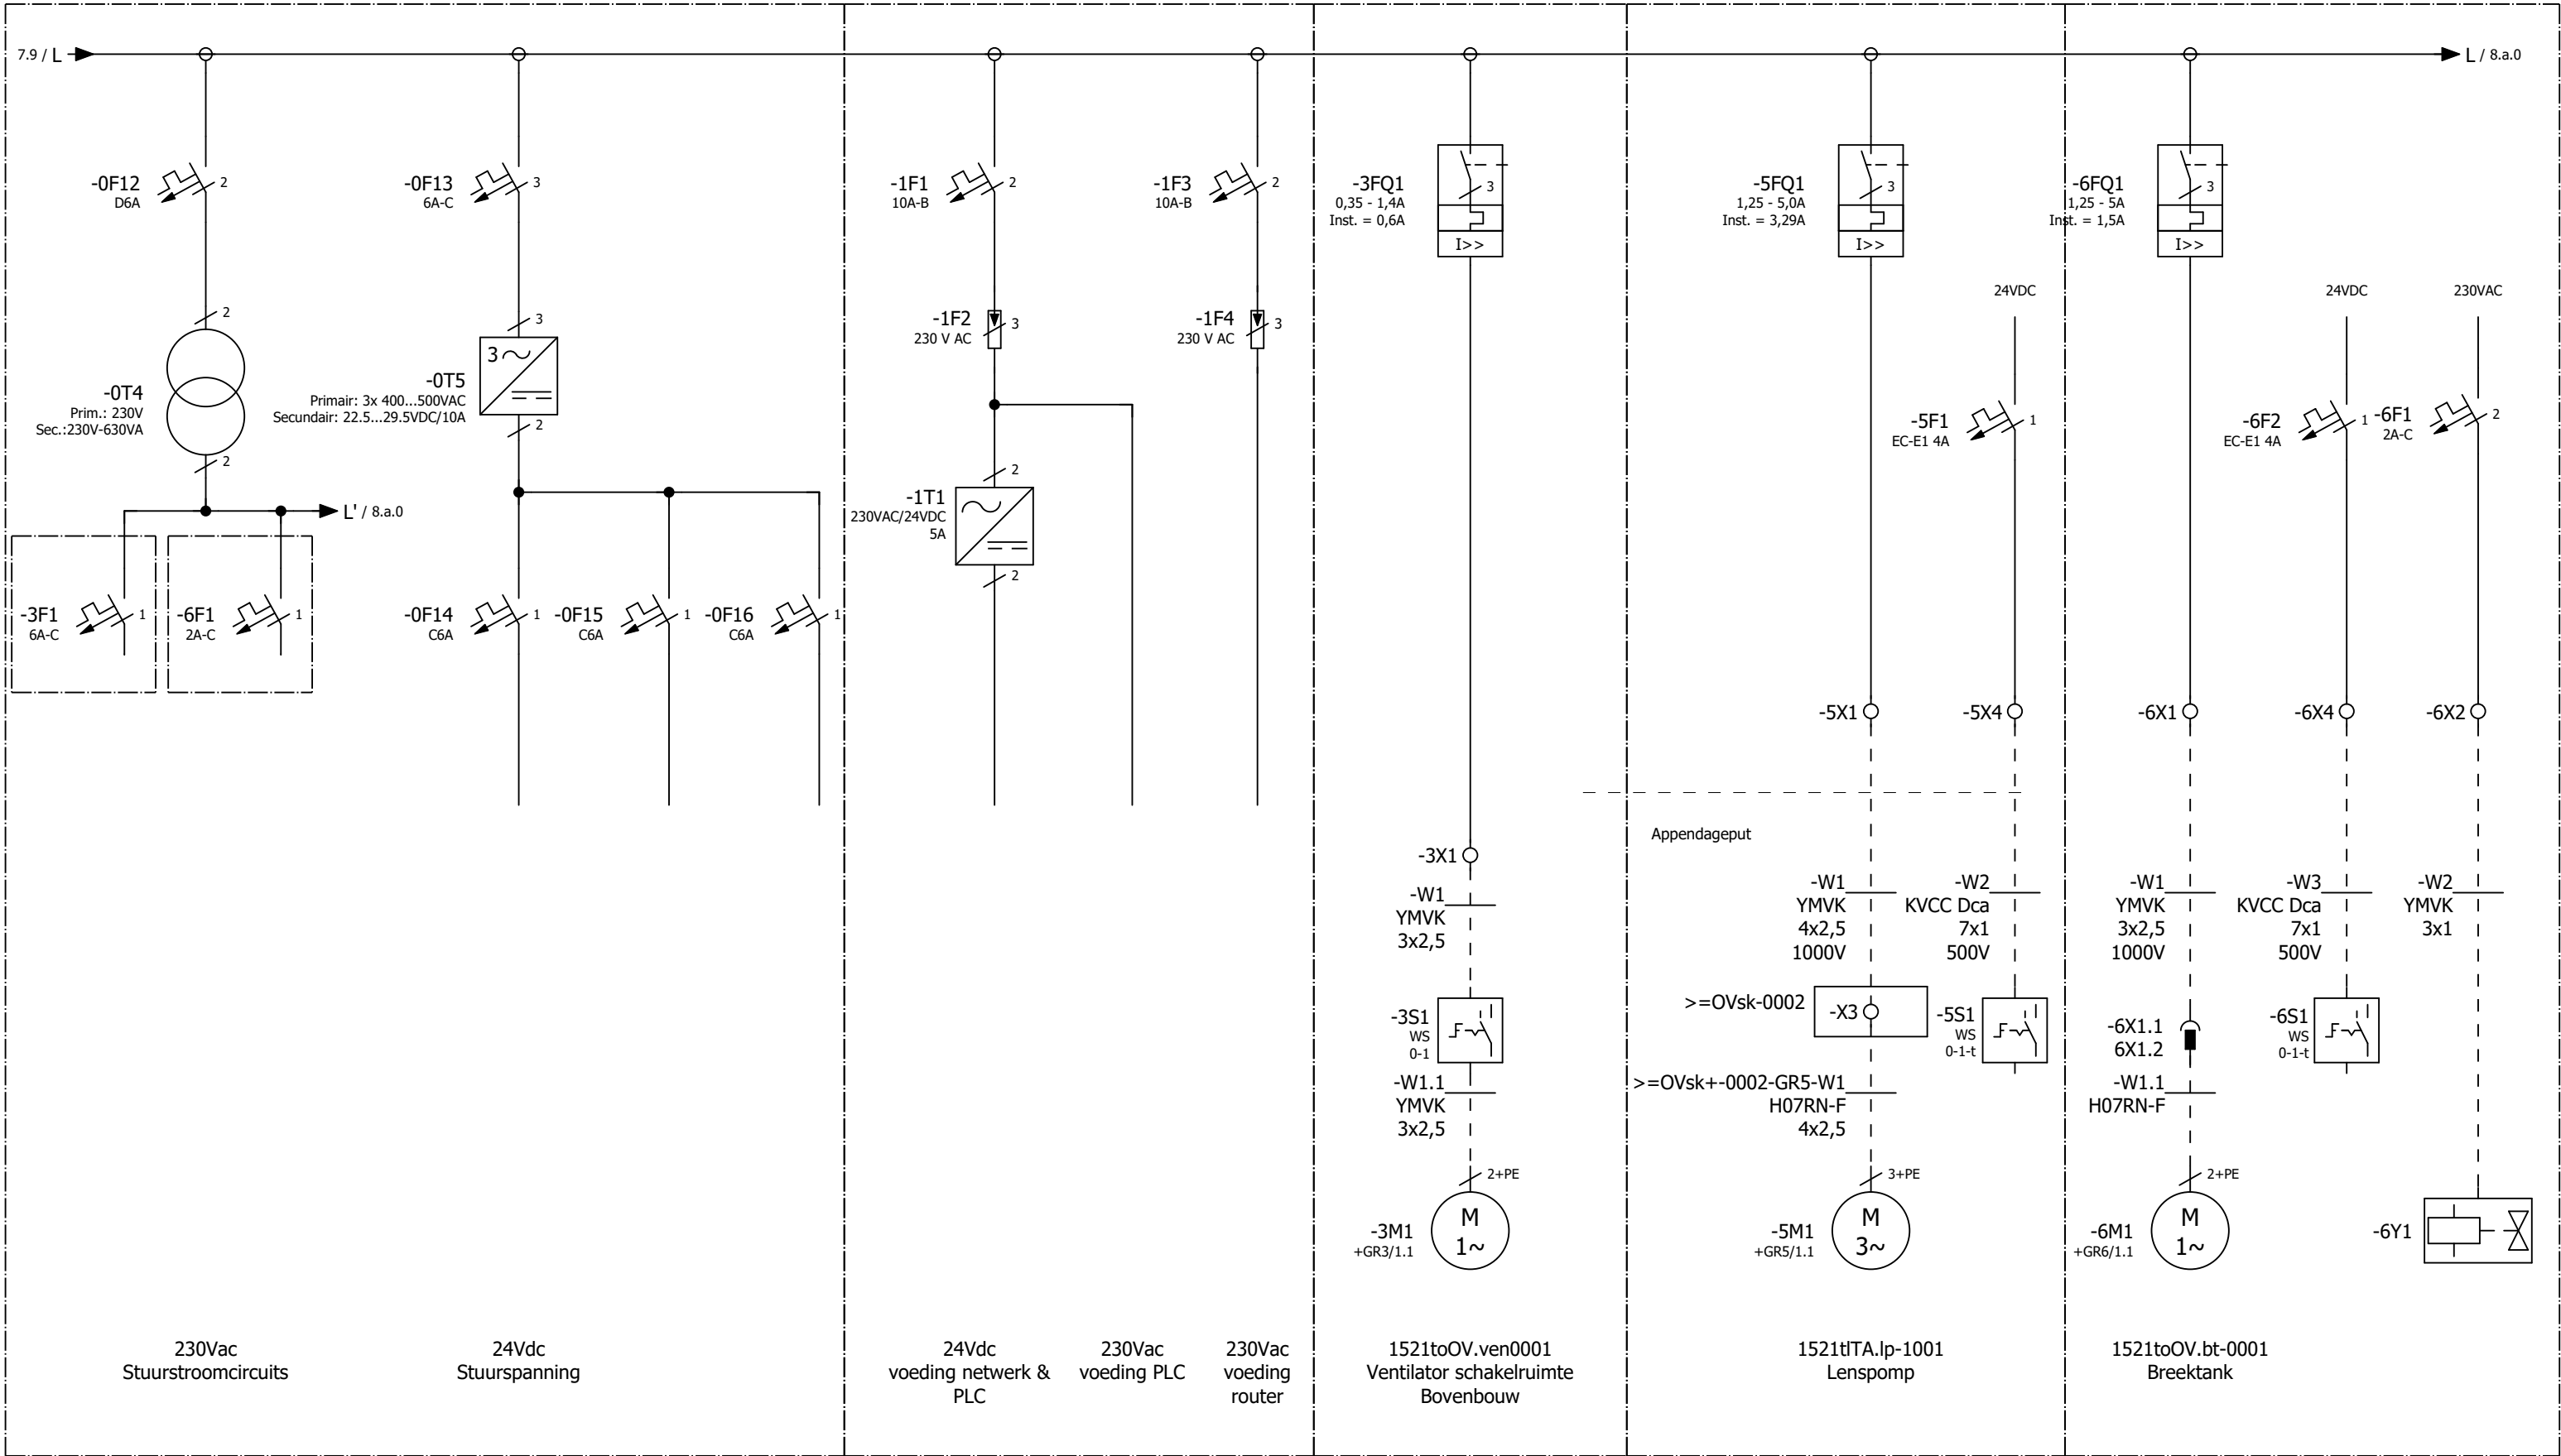 7.9 / L
L / 8.a.0
-0F12
D6A
2
-0F13
6A-C
3
-1F1
10A-B
2
-1F3
10A-B
2
-3FQ1
0,35 - 1,4A
Inst. = 0,6A
3
I>>
-5FQ1
1,25 - 5,0A
Inst. = 3,29A
3
I>>
-6FQ1
1,25 - 5A
Inst. = 1,5A
3
I>>
24VDC
24VDC
230VAC
2
-0T4
Prim.: 230V
Sec.:230V-630VA
2
3
3
-0T5
Primair: 3x 400...500VAC
Secundair: 22.5...29.5VDC/10A
2
-1F2
230 V AC
3
-1F4
230 V AC
3
-5F1
EC-E1 4A
1
-6F2
EC-E1 4A
1
-6F1
2A-C
2
L' / 8.a.0
2
-1T1
230VAC/24VDC
5A
2
-3F1
6A-C
1
-6F1
2A-C
1
-0F14
C6A
1
-0F15
C6A
1
-0F16
C6A
1
-5X1
-5X4
-6X1
-6X4
-6X2
Appendageput
-3X1
-W1
YMVK
3x2,5
-W1
YMVK
4x2,5
1000V
-W2
KVCC Dca
7x1
500V
-W1
YMVK
3x2,5
1000V
-W3
KVCC Dca
7x1
500V
-W2
YMVK
3x1
-3S1
WS
0-1
>=OVsk-0002
-X3
-5S1
WS
0-1-t
-6X1.1
6X1.2
-6S1
WS
0-1-t
-W1.1
YMVK
3x2,5
>=OVsk+-0002-GR5-W1
H07RN-F
4x2,5
-W1.1
H07RN-F
2+PE
3+PE
2+PE
-3M1
+GR3/1.1
M
1~
-5M1
+GR5/1.1
M
3~
-6M1
+GR6/1.1
M
1~
-6Y1
230Vac
Stuurstroomcircuits
24Vdc
Stuurspanning
24Vdc
voeding netwerk &
PLC
230Vac
voeding PLC
230Vac
voeding
router
1521toOV.ven0001
Ventilator schakelruimte
Bovenbouw
1521tlTA.lp-1001
Lenspomp
1521toOV.bt-0001
Breektank